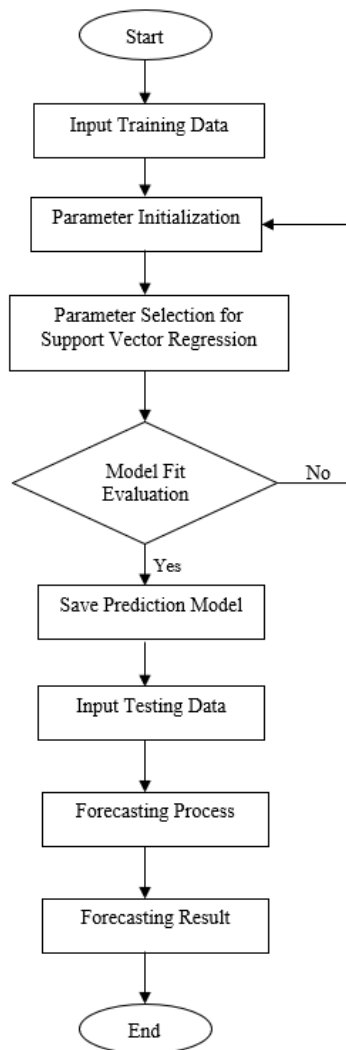 Start
Input Training Data
Parameter Initialization
Parameter Selection for
Support Vector Regression
Model Fit
Evaluation
No
Yes
Save Prediction Model
Input Testing Data
Forecasting Process
Forecasting Result
End